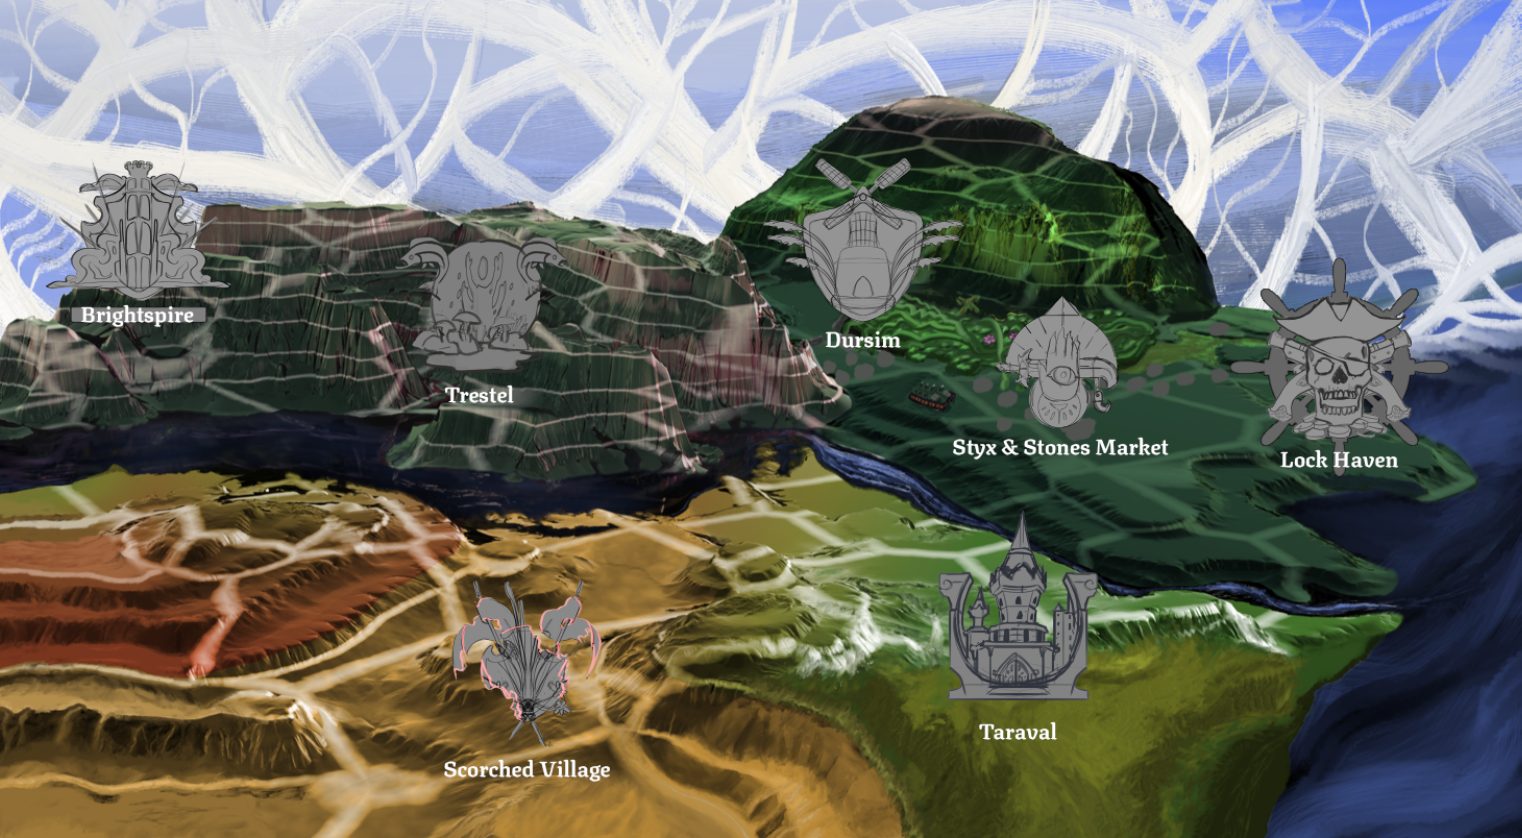 Brightspire
Trestel
Dursim
Styx & Stones Market
Lock Haven
Taraval
Scorched Village